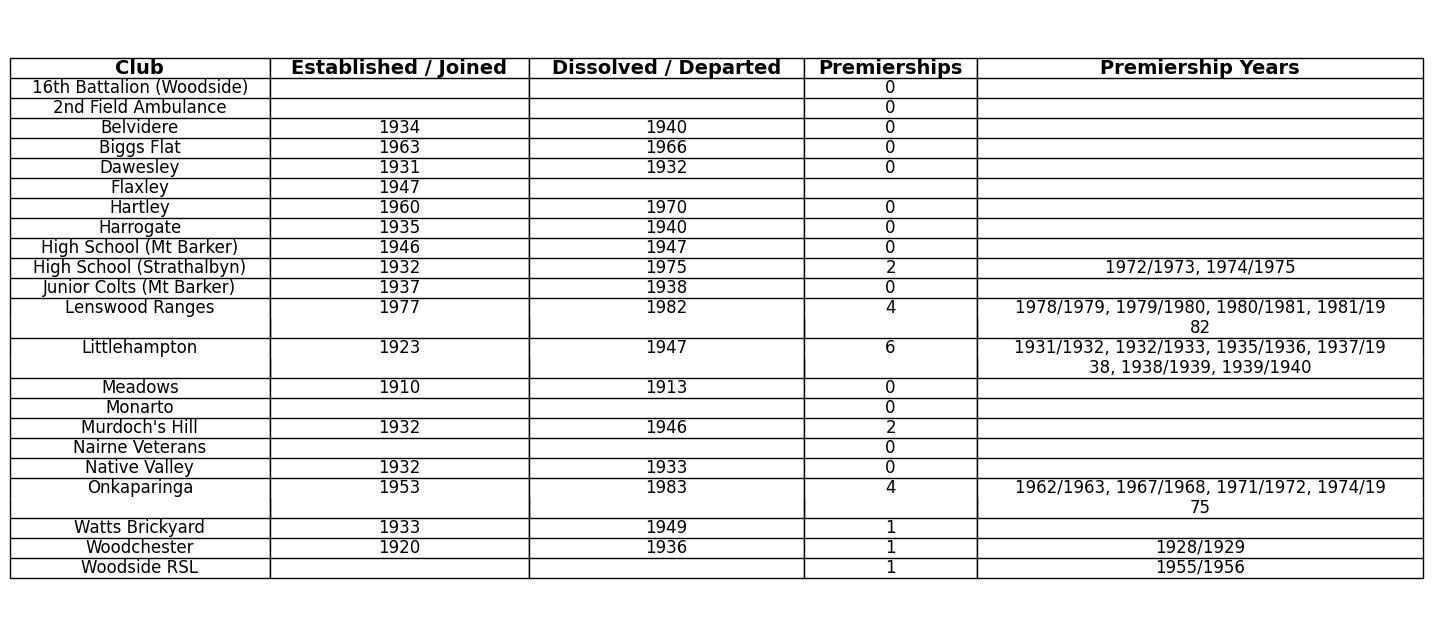 Club Established / Joined Dissolved / Departed Premierships Premiership Years
16th Battalion (Woodside) 0
2nd Field Ambulance 0
Belvidere 1934 1940 0
Biggs Flat 1963 1966 0
Dawesley 1931 1932 0
Flaxley 1947
Hartley 1960 1970 0
Harrogate 1935 1940 0
High School (Mt Barker) 1946 1947 0
High School (Strathalbyn) 1932 1975 2 1972/1973, 1974/1975
Junior Colts (Mt Barker) 1937 1938 0
Lenswood Ranges 1977 1982 4 1978/1979, 1979/1980, 1980/1981, 1981/19
82
Littlehampton 1923 1947 6 1931/1932, 1932/1933, 1935/1936, 1937/19
38, 1938/1939, 1939/1940
Meadows 1910 1913 0
Monarto 0
Murdoch's Hill 1932 1946 2
Nairne Veterans 0
Native Valley 1932 1933 0
Onkaparinga 1953 1983 4 1962/1963, 1967/1968, 1971/1972, 1974/19
75
Watts Brickyard 1933 1949 1
Woodchester 1920 1936 1 1928/1929
Woodside RSL 1 1955/1956